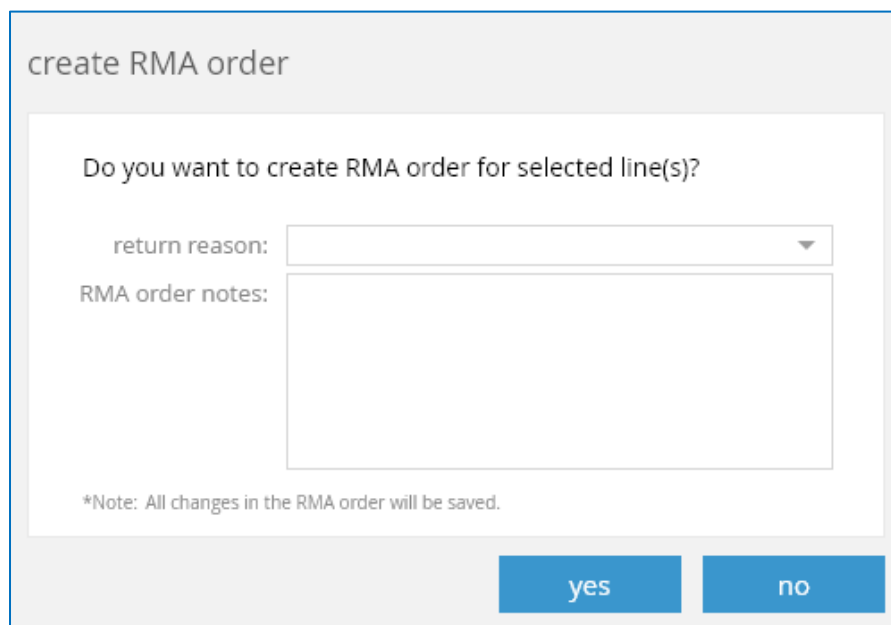 create RMA order
Do you want to create RMA order for selected line(s)?
return reason:
RMA order notes:
*Note: All changes in the RMA order will be saved.
yes
no